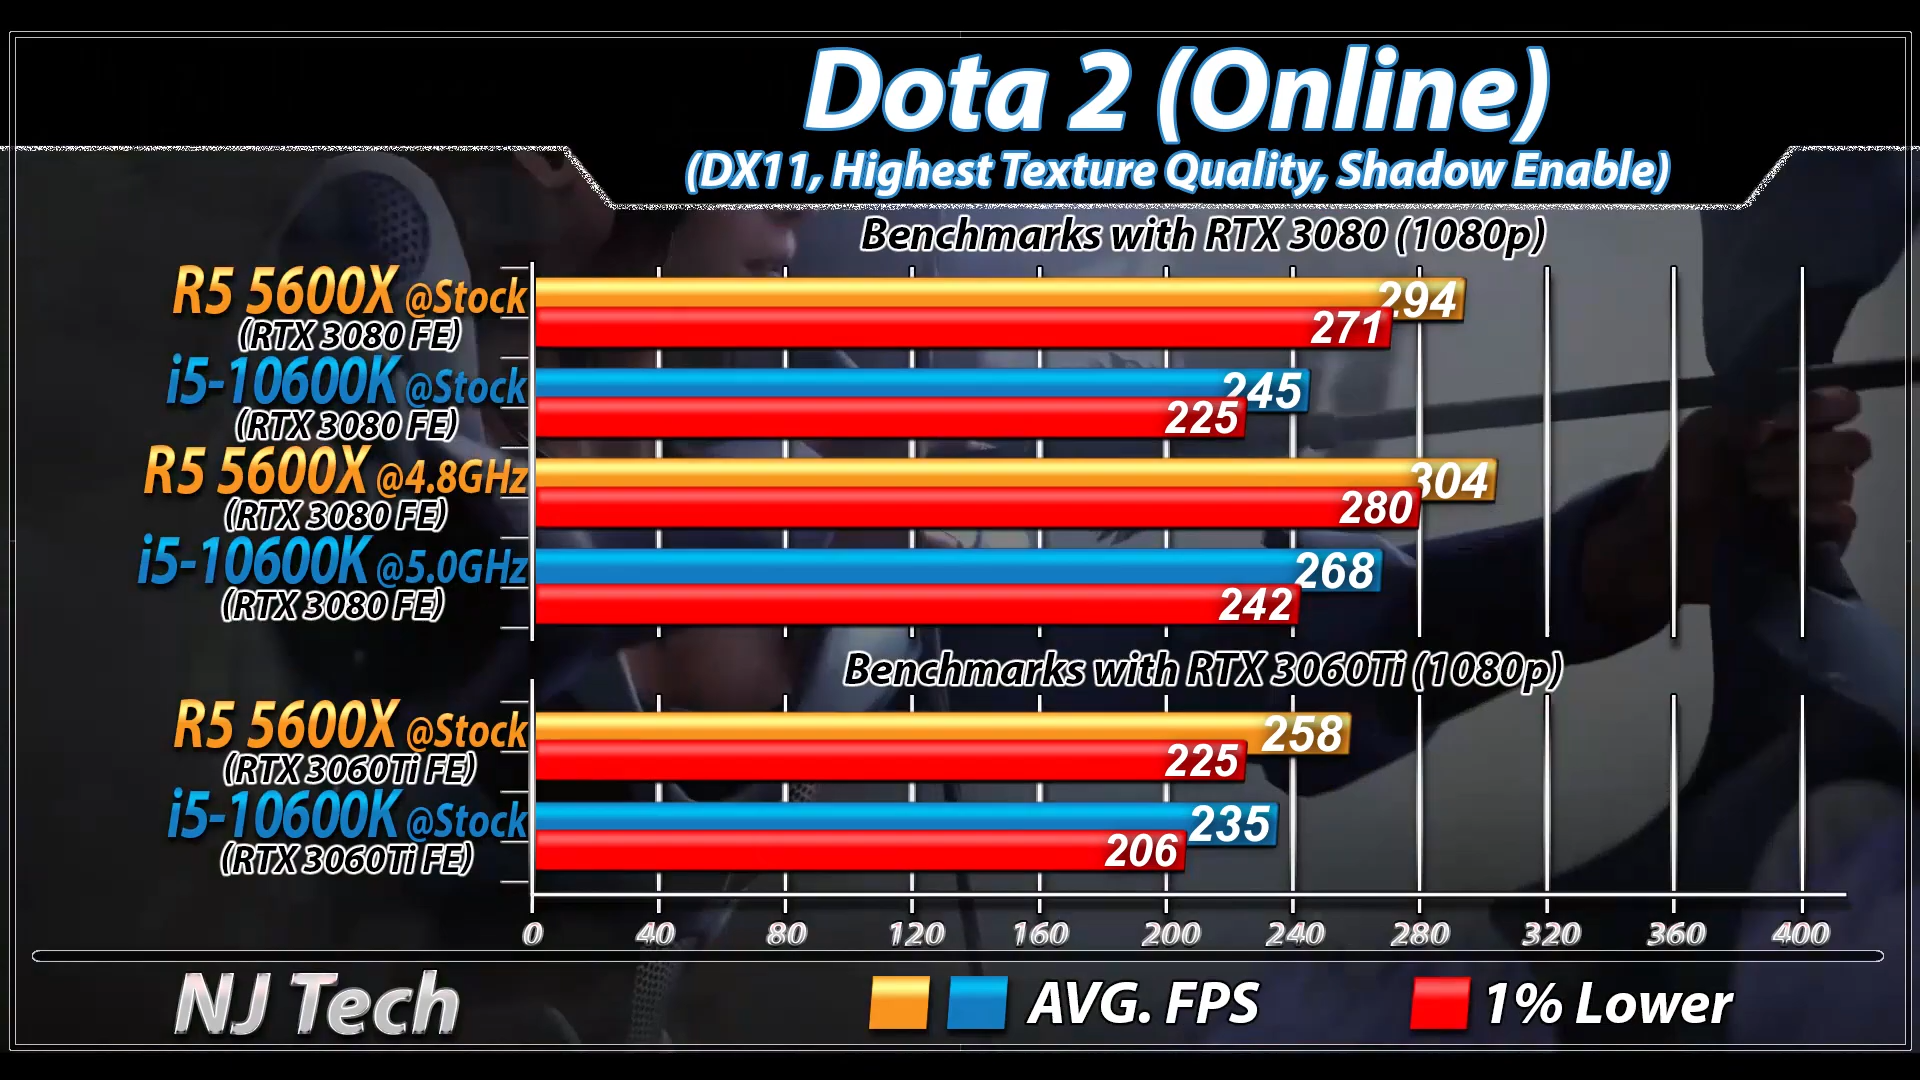 Dota 2 (Online)
(DX11, Highest Texture Quality, Shadow Enable)
Benchmarks with RTX 3080 (1080p)
R5 5600X @Stock 294
(RTX 3080 FE) 271
i5-10600K @Stock 245
(RTX 3080 FE) 225
R5 5600X @4.8GHz 304
(RTX 3080 FE) 280
i5-10600K @5.0GHz 268
(RTX 3080 FE) 242
Benchmarks with RTX 3060Ti (1080p)
R5 5600X @Stock 258
(RTX 3060Ti FE) 225
i5-10600K @Stock 235
(RTX 3060Ti FE) 206
0 40 80 120 160 200 240 280 320 360 400
NJ Tech AVG. FPS 1% Lower